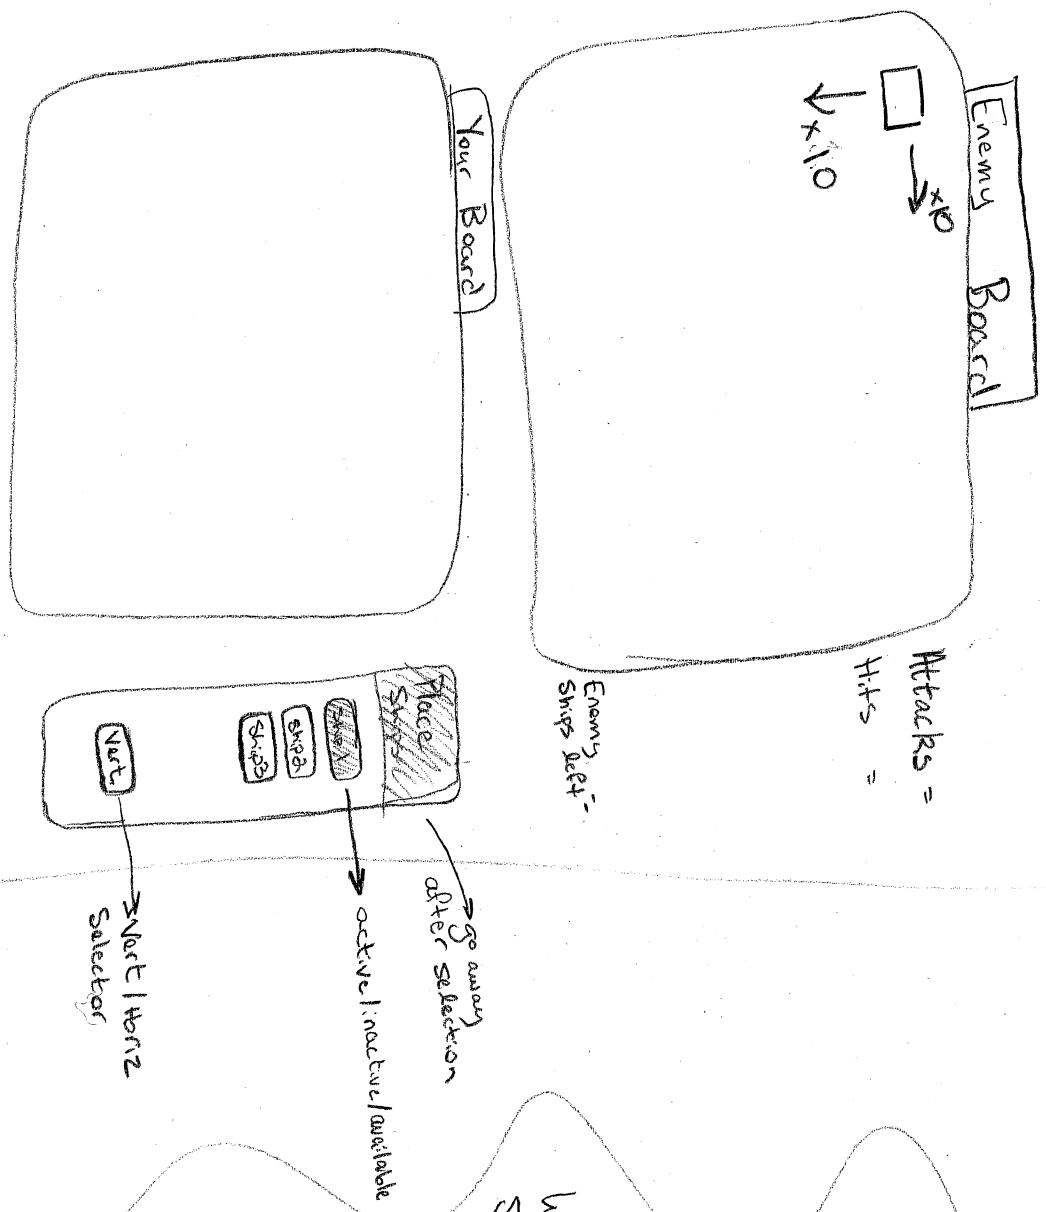 Enemy Board
x10
x10
Attacks =
Hits =
Enemy
Ships left =
Your Board
Place
Ships
Ship1
Ship2
Ship3
Vert.
go away
after selection
active/inactive/available
Vert/Horiz
Selector